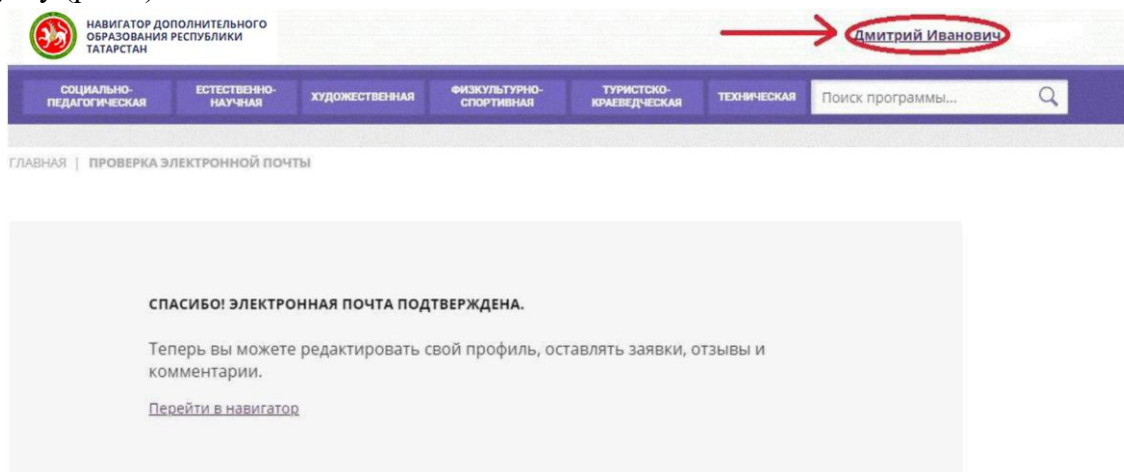 НАВИГАТОР ДОПОЛНИТЕЛЬНОГО
ОБРАЗОВАНИЯ РЕСПУБЛИКИ
ТАТАРСТАН
Дмитрий Иванович
СОЦИАЛЬНО-
ПЕДАГОГИЧЕСКАЯ
ЕСТЕСТВЕННО-
НАУЧНАЯ
ХУДОЖЕСТВЕННАЯ
ФИЗКУЛЬТУРНО-
СПОРТИВНАЯ
ТУРИСТСКО-
КРАЕВЕДЧЕСКАЯ
ТЕХНИЧЕСКАЯ
Поиск программы...
ГЛАВНАЯ | ПРОВЕРКА ЭЛЕКТРОННОЙ ПОЧТЫ
СПАСИБО! ЭЛЕКТРОННАЯ ПОЧТА ПОДТВЕРЖДЕНА.
Теперь вы можете редактировать свой профиль, оставлять заявки, отзывы и
комментарии.
Перейти в навигатор